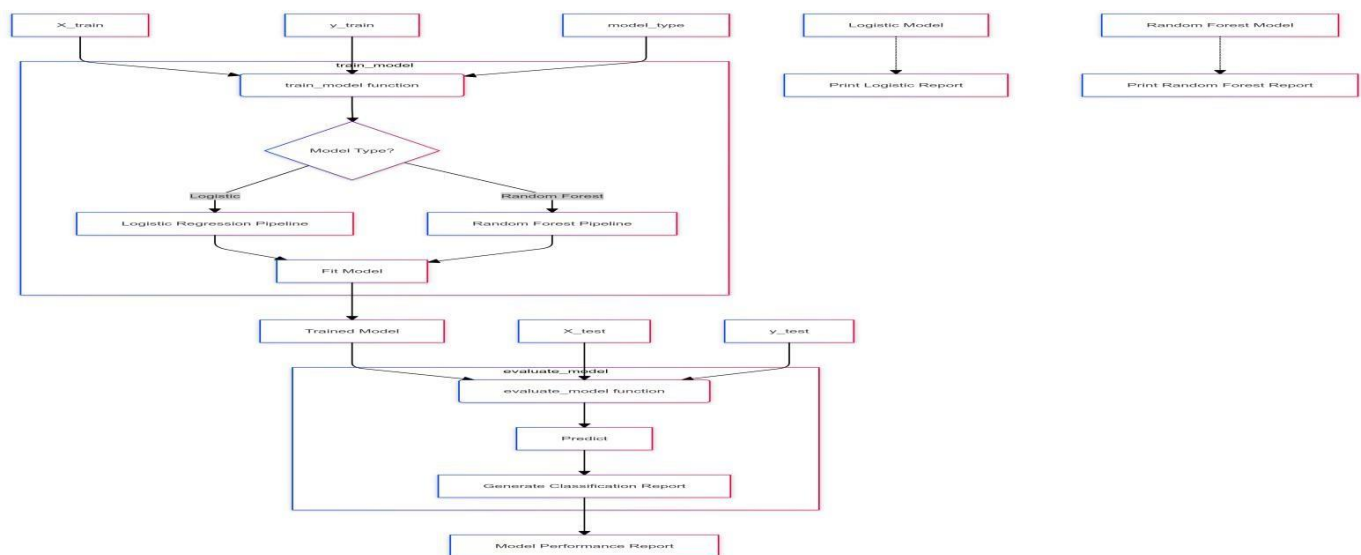 X_train
y_train
model_type
Logistic Model
Random Forest Model
train_model
train_model function
Print Logistic Report
Print Random Forest Report
Model Type?
Logistic
Random Forest
Logistic Regression Pipeline
Random Forest Pipeline
Fit Model
Trained Model
X_test
y_test
evaluate_model
evaluate_model function
Predict
Generate Classification Report
Model Performance Report